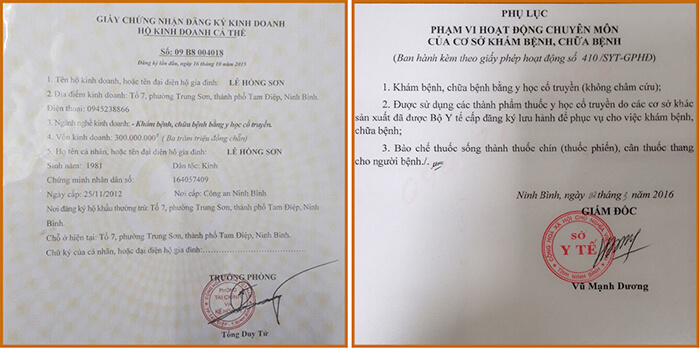 GIẤY CHỨNG NHẬN ĐĂNG KÝ KINH DOANH
HỘ KINH DOANH CÁ THỂ
Số: 09 B8 004018
Đăng ký lần đầu, ngày 16 tháng 10 năm 2015
1. Tên hộ kinh doanh, hoặc tên đại diện hộ gia đình: LÊ HỒNG SƠN
2. Địa điểm kinh doanh: Tổ 7, phường Trung Sơn, thành phố Tam Điệp, Ninh Bình.
Điện thoại: 0945238866
3. Ngành nghề kinh doanh: - Khám bệnh, chữa bệnh bằng y học cổ truyền.
4. Vốn kinh doanh: 300.000.000đ ( Ba trăm triệu đồng chẵn)
5. Họ tên cá nhân, hoặc tên đại diện hộ gia đình: LÊ HỒNG SƠN
Sinh năm: 1981 Dân tộc: Kinh
Chứng minh nhân dân số: 164057409
Ngày cấp: 25/11/2012 Nơi cấp: Công an Ninh Bình
Nơi đăng ký hộ khẩu thường trú: Tổ 7, phường Trung Sơn, thành phố Tam Điệp, Ninh
Bình.
Chỗ ở hiện tại: Tổ 7, phường Trung Sơn, thành phố Tam Điệp, Ninh Bình.
Chữ ký của cá nhân, hoặc đại diện hộ gia đình:
TRƯỞNG PHÒNG
PHÒNG
TÀI CHÍNH
Tống Duy Từ
PHỤ LỤC
PHẠM VI HOẠT ĐỘNG CHUYÊN MÔN
CỦA CƠ SỞ KHÁM BỆNH, CHỮA BỆNH
(Ban hành kèm theo giấy phép hoạt động số 410 /SYT-GPHĐ)
1. Khám bệnh, chữa bệnh bằng y học cổ truyền (không châm cứu);
2. Được sử dụng các thành phẩm thuốc y học cổ truyền do các cơ sở khác
sản xuất đã được Bộ Y tế cấp đăng ký lưu hành để phục vụ cho việc khám bệnh,
chữa bệnh;
3. Bào chế thuốc sống thành thuốc chín (thuốc phiến), cân thuốc thang
cho người bệnh./.
Ninh Bình, ngày tháng 3 năm 2016
GIÁM ĐỐC
SỞ
Y TẾ
Vũ Mạnh Dương